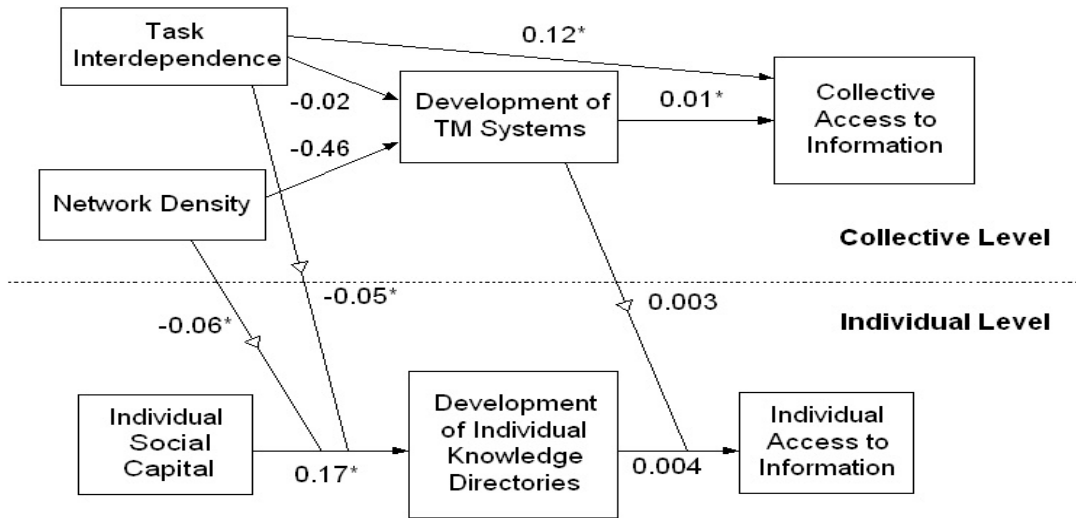 Task
Interdependence
0.12*
-0.02
Development of
TM Systems
0.01*
Collective
Access to
Information
-0.46
Network Density
Collective Level
-0.05*
0.003
-0.06*
Individual Level
Individual
Social
Capital
0.17*
Development
of Individual
Knowledge
Directories
0.004
Individual
Access to
Information